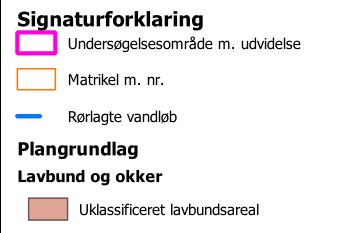 Signaturforklaring
Undersøgelsesområde m. udvidelse
Matrikel m. nr.
Rørlagte vandløb
Plangrundlag
Lavbund og okker
Uklassificeret lavbundsareal